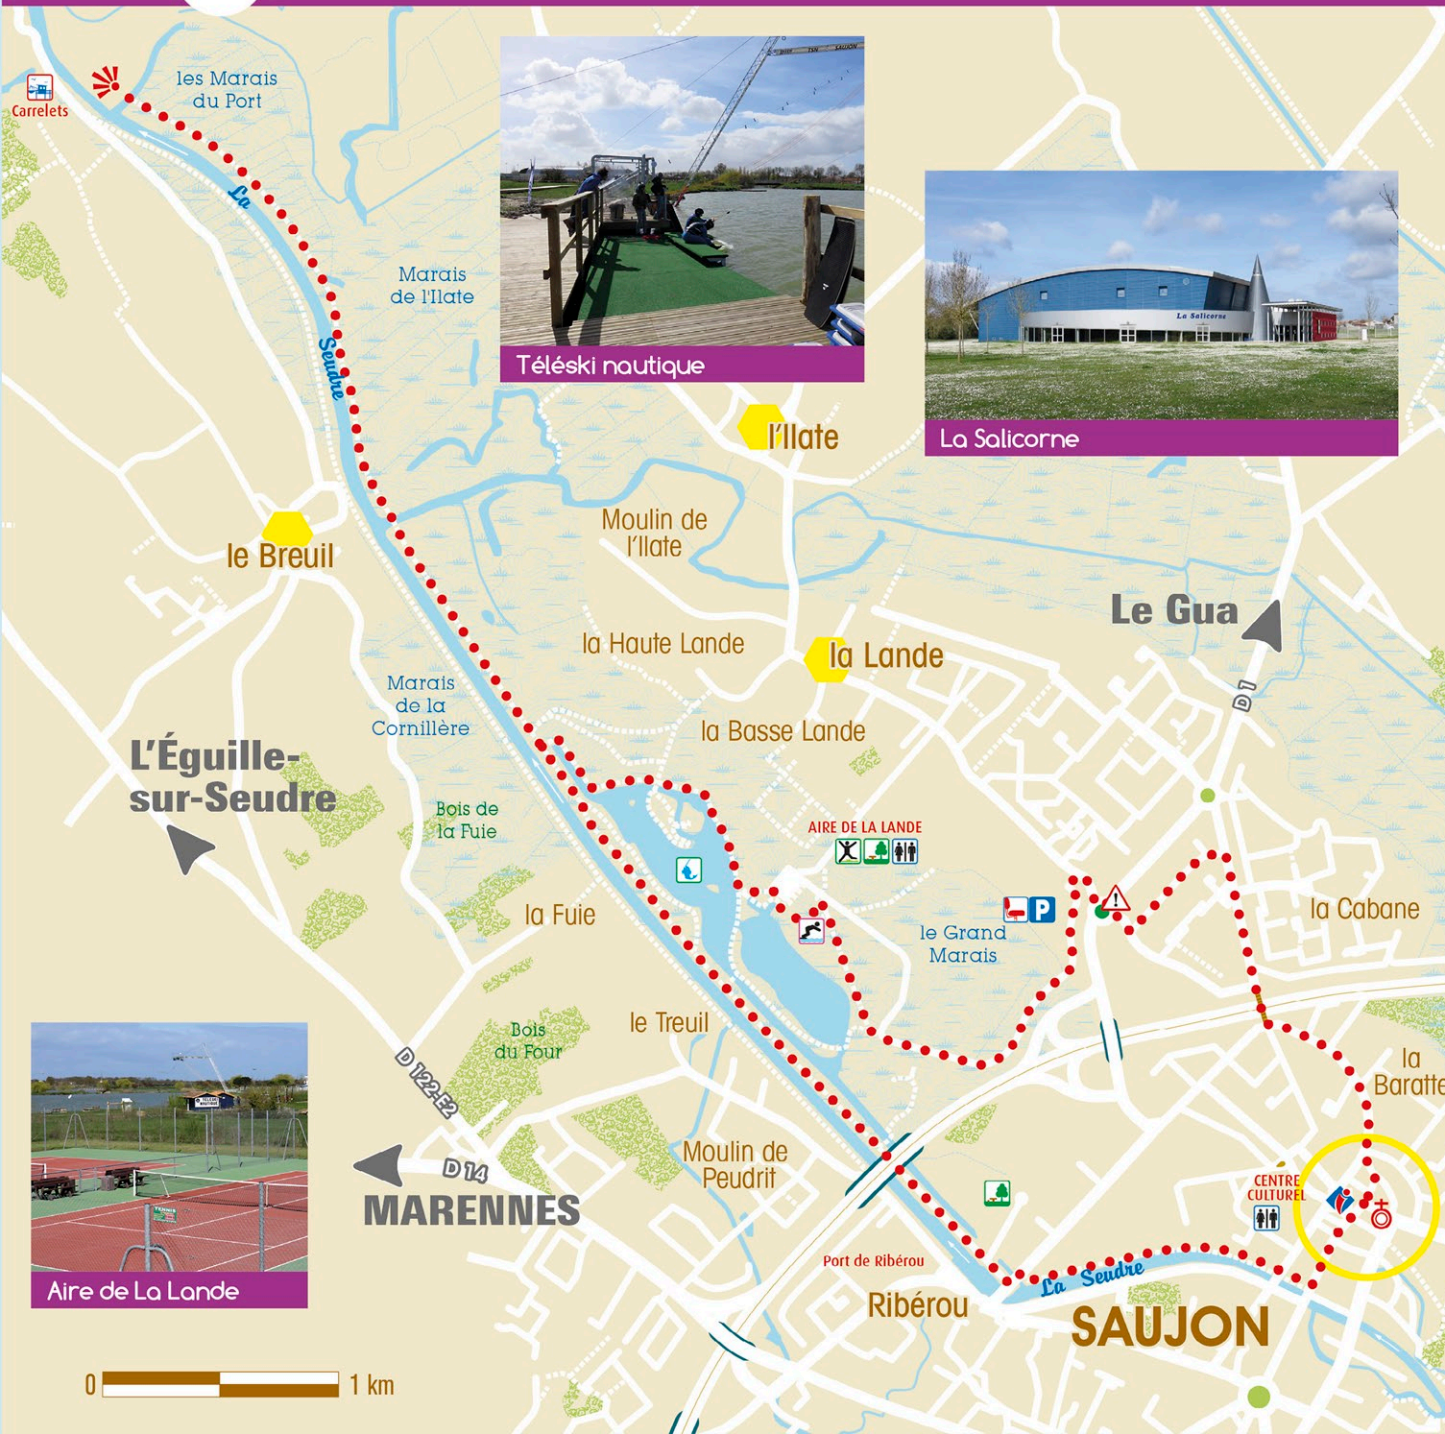 Carrelets
les Marais
du Port
La
Seudre
Marais
de l'Ilate
Téléski nautique
La Salicorne
La Salicorne
l'Ilate
Moulin de
l'Ilate
le Breuil
Le Gua
la Haute Lande
la Lande
D 1
Marais
de la
Cornillère
la Basse Lande
L'Éguille-
sur-Seudre
Bois de
la Fuie
AIRE DE LA LANDE
la Fuie
P
le Grand
Marais
la Cabane
le Treuil
Bois
du Four
D 122-E2
la
Baratte
D 14
MARENNES
Moulin de
Peudrit
CENTRE
CULTUREL
Port de Ribérou
Ribérou
La Seudre
SAUJON
Aire de La Lande
0
1 km